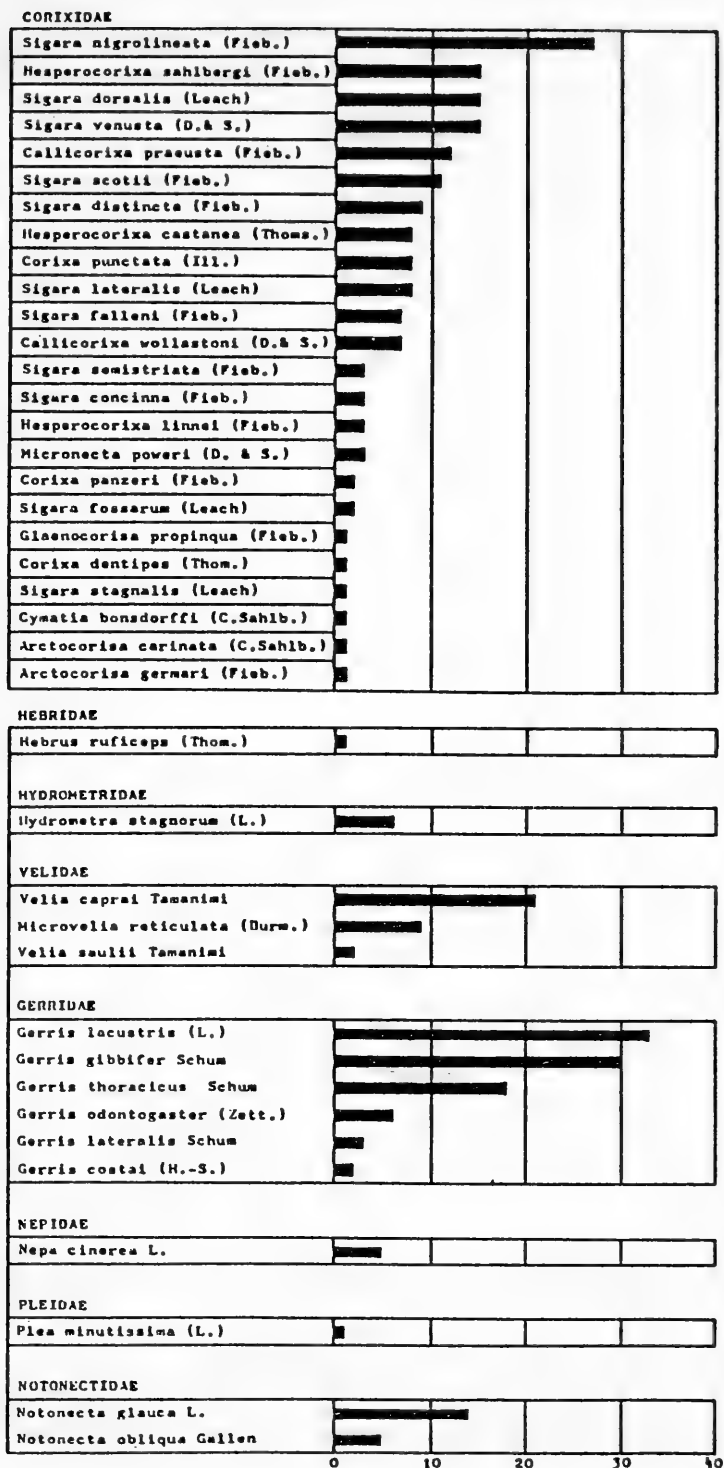 CORIXIDAE
Sigara nigrolineata (Fieb.)
Hesperocorixa sahlbergi (Fieb.)
Sigara dorsalis (Leach)
Sigara venusta (D.& S.)
Callicorixa praeusta (Fieb.)
Sigara scotii (Fieb.)
Sigara distincta (Fieb.)
Hesperocorixa castanea (Thoms.)
Corixa punctata (Ill.)
Sigara lateralis (Leach)
Sigara falleni (Fieb.)
Callicorixa wollastoni (D.& S.)
Sigara semistriata (Fieb.)
Sigara concinna (Fieb.)
Hesperocorixa linnei (Fieb.)
Micronecta poweri (D. & S.)
Corixa panzeri (Fieb.)
Sigara fossarum (Leach)
Glaenocorisa propinqua (Fieb.)
Corixa dentipes (Thom.)
Sigara stagnalis (Leach)
Cymatia bonsdorffi (C.Sahlb.)
Arctocorisa carinata (C.Sahlb.)
Arctocorisa germari (Fieb.)
HEBRIDAE
Hebrus ruficeps (Thom.)
HYDROMETRIDAE
Hydrometra stagnorum (L.)
VELIDAE
Velia caprai Tamanimi
Microvelia reticulata (Burm.)
Velia saulii Tamanimi
GERRIDAE
Gerris lacustris (L.)
Gerris gibbifer Schum
Gerris thoracicus Schum
Gerris odontogaster (Zett.)
Gerris lateralis Schum
Gerris costai (H.-S.)
NEPIDAE
Nepa cinerea L.
PLEIDAE
Plea minutissima (L.)
NOTONECTIDAE
Notonecta glauca L.
Notonecta obliqua Gallen
0 10 20 30 40